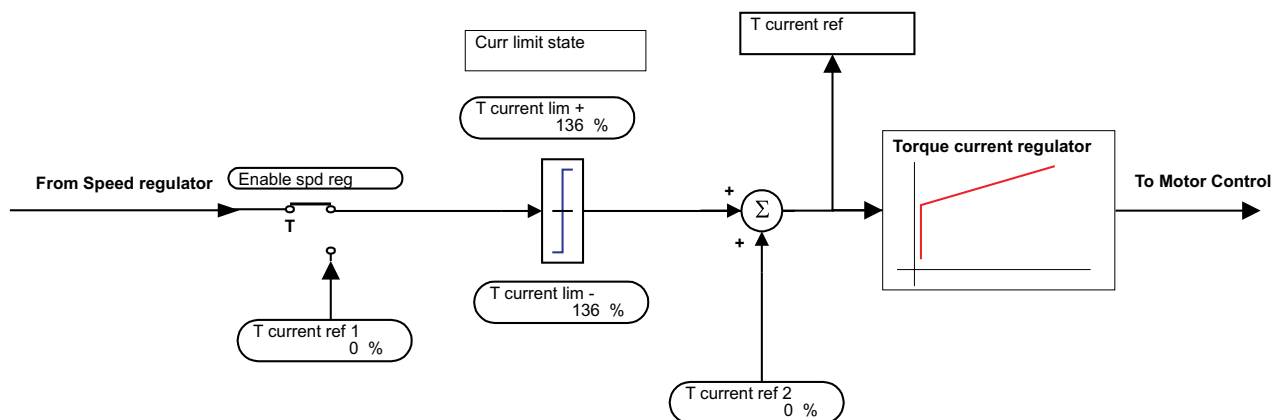 T current ref
Curr limit state
T current lim +
136 %
Torque current regulator
From Speed regulator
Enable spd reg
To Motor Control
T
+
Σ
+
T current lim -
136 %
T current ref 1
0 %
T current ref 2
0 %